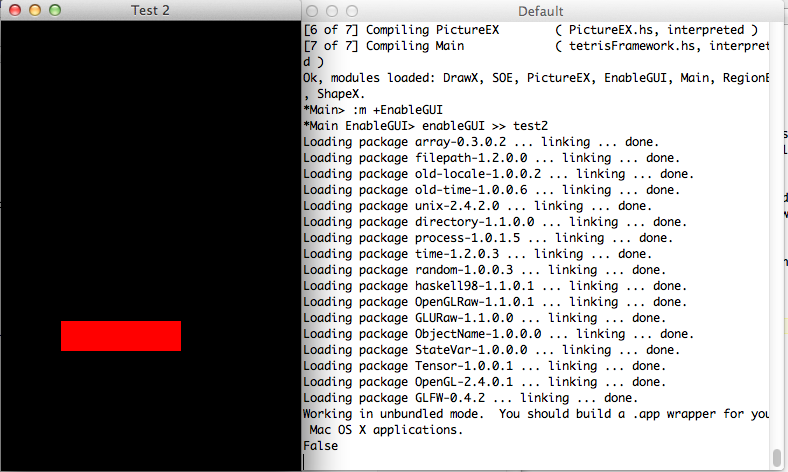 Test 2
Default
[6 of 7] Compiling PictureEX        ( PictureEX.hs, interpreted )
[7 of 7] Compiling Main             ( tetrisFramework.hs, interpret
d )
Ok, modules loaded: DrawX, SOE, PictureEX, EnableGUI, Main, RegionE
, ShapeX.
*Main> :m +EnableGUI
*Main EnableGUI> enableGUI >> test2
Loading package array-0.3.0.2 ... linking ... done.
Loading package filepath-1.2.0.0 ... linking ... done.
Loading package old-locale-1.0.0.2 ... linking ... done.
Loading package old-time-1.0.0.6 ... linking ... done.
Loading package unix-2.4.2.0 ... linking ... done.
Loading package directory-1.1.0.0 ... linking ... done.
Loading package process-1.0.1.5 ... linking ... done.
Loading package time-1.2.0.3 ... linking ... done.
Loading package random-1.0.0.3 ... linking ... done.
Loading package haskell98-1.1.0.1 ... linking ... done.
Loading package OpenGLRaw-1.1.0.1 ... linking ... done.
Loading package GLURaw-1.1.0.0 ... linking ... done.
Loading package ObjectName-1.0.0.0 ... linking ... done.
Loading package StateVar-1.0.0.0 ... linking ... done.
Loading package Tensor-1.0.0.1 ... linking ... done.
Loading package OpenGL-2.4.0.1 ... linking ... done.
Loading package GLFW-0.4.2 ... linking ... done.
Working in unbundled mode.  You should build a .app wrapper for you
 Mac OS X applications.
False